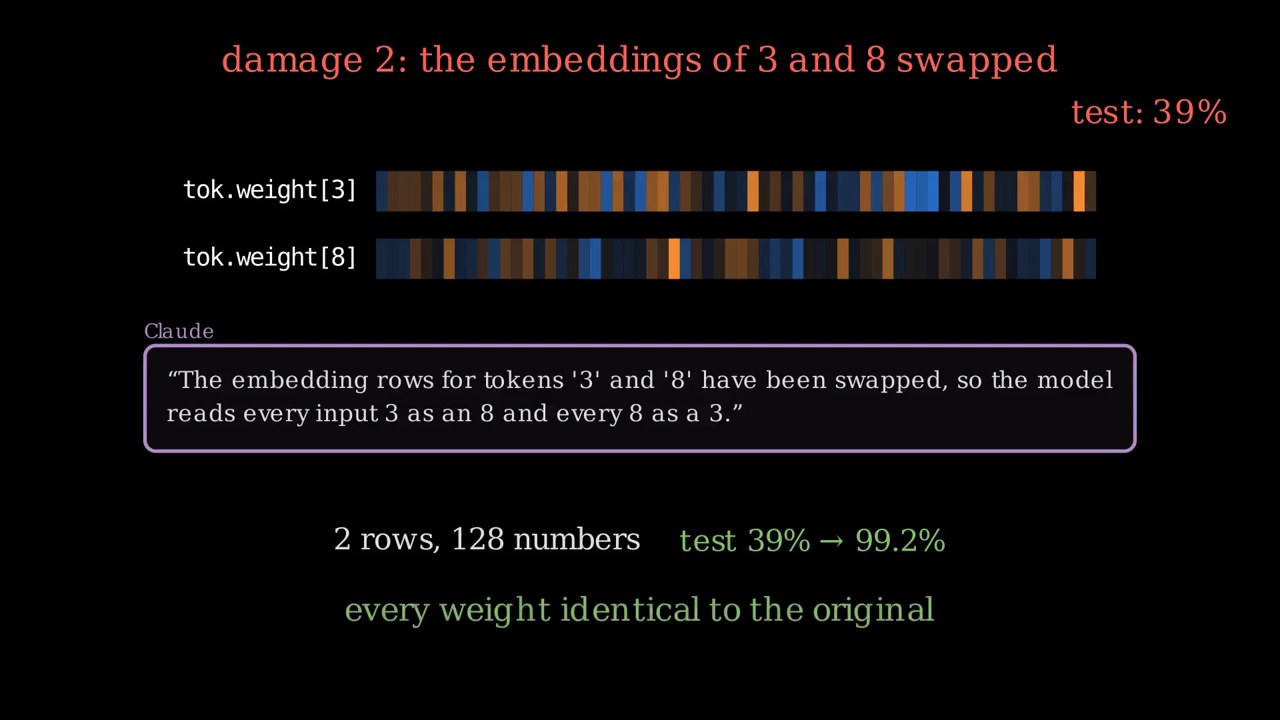 damage 2: the embeddings of 3 and 8 swapped
test: 39%
tok.weight[3]
tok.weight[8]
Claude
“The embedding rows for tokens '3' and '8' have been swapped, so the model
reads every input 3 as an 8 and every 8 as a 3.”
2 rows, 128 numbers test 39% → 99.2%
every weight identical to the original